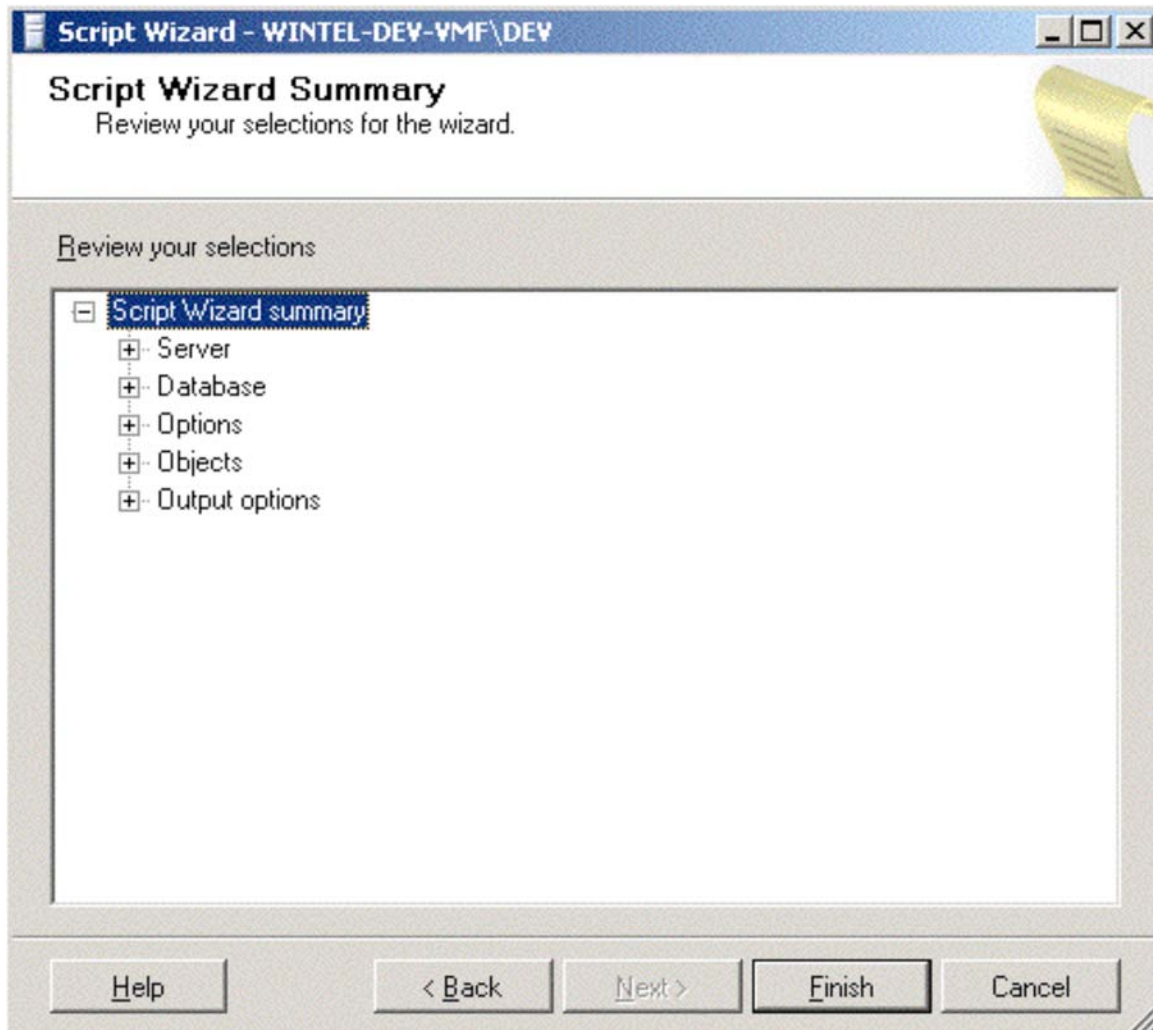 Script Wizard - WINTEL-DEV-VMF\DEV
Script Wizard Summary
Review your selections for the wizard.
Review your selections
Script Wizard summary
Server
Database
Options
Objects
Output options
Help
< Back
Next >
Finish
Cancel